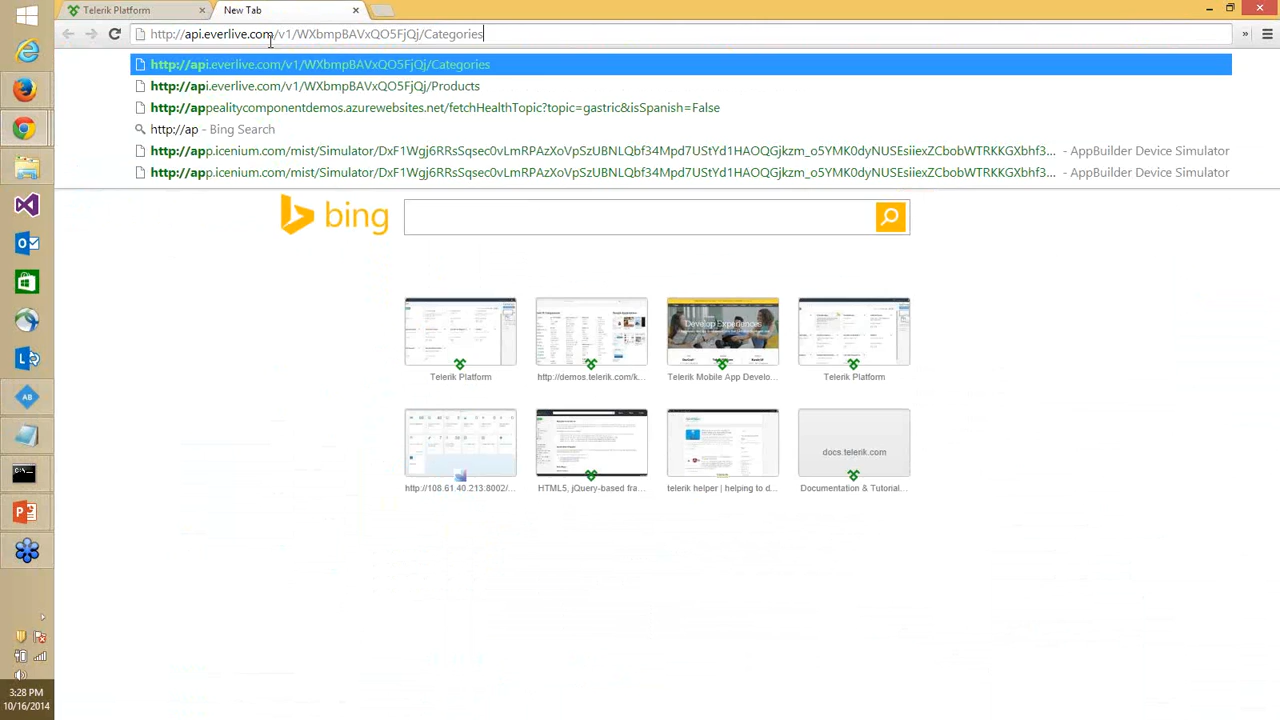 Telerik Platform
New Tab
http://api.everlive.com/v1/WXbmpBAVxQO5FjQj/Categories
http://api.everlive.com/v1/WXbmpBAVxQO5FjQj/Categories
http://api.everlive.com/v1/WXbmpBAVxQO5FjQj/Products
http://appealitycomponentdemos.azurewebsites.net/fetchHealthTopic?topic=gastric&isSpanish=False
http://ap - Bing Search
http://app.icenium.com/mist/Simulator/DxF1Wgj6RRsSqsec0vLmRPAzXoVpSzUBNLQbf34Mpd7UStYd1HAOQGjkzm_o5YMK0dyNUSEsiiexZCbobWTRKKGXbhf3... - AppBuilder Device Simulator
http://app.icenium.com/mist/Simulator/DxF1Wgj6RRsSqsec0vLmRPAzXoVpSzUBNLQbf34Mpd7UStYd1HAOQGjkzm_o5YMK0dyNUSEsiiexZCbobWTRKKGXbhf3... - AppBuilder Device Simulator
bing
Develop Experiences
Telerik Platform
http://demos.telerik.com/k...
Telerik Mobile App Develo...
Telerik Platform
docs.telerik.com
http://108.61.40.213:8002/...
HTML5, jQuery-based fra...
telerik helper | helping to d...
Documentation & Tutorial...
AB
3:28 PM
10/16/2014